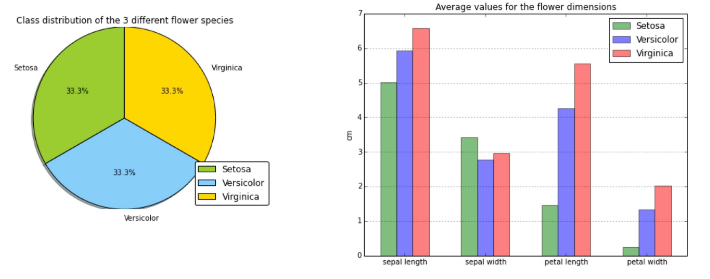 Class distribution of the 3 different flower species
Setosa
Virginica
33.3%
33.3%
33.3%
Versicolor
Setosa
Versicolor
Virginica
Average values for the flower dimensions
7
6
5
4
3
2
1
0
cm
Setosa
Versicolor
Virginica
sepal length
sepal width
petal length
petal width